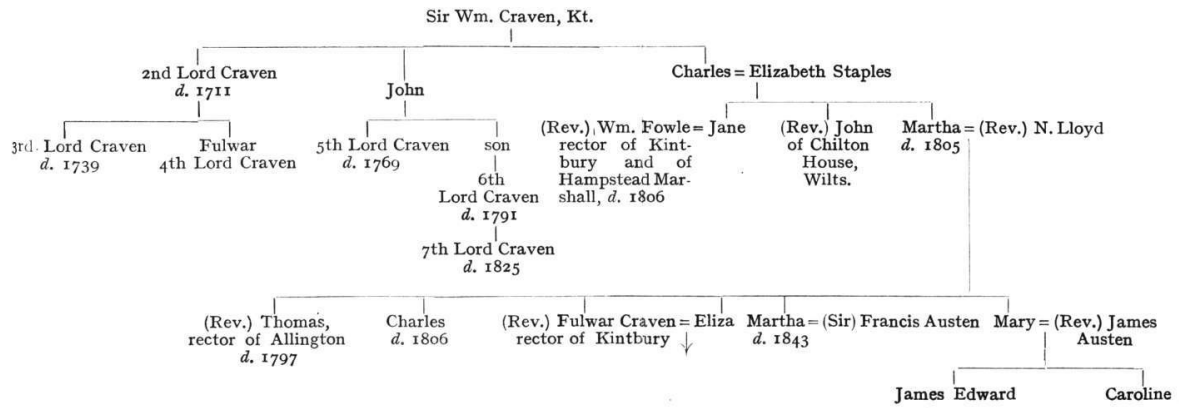 Sir Wm. Craven, Kt.
2nd Lord Craven
d. 1711
John
Charles = Elizabeth Staples
3rd Lord Craven
d. 1739
Fulwar
4th Lord Craven
5th Lord Craven
d. 1769
son
6th
Lord Craven
d. 1791
7th Lord Craven
d. 1825
(Rev.) Wm. Fowle = Jane
rector of Kint-
bury and of
Hampstead Mar-
shall, d. 1806
(Rev.) John
of Chilton
House,
Wilts.
Martha = (Rev.) N. Lloyd
d. 1805
(Rev.) Thomas,
rector of Allington
d. 1797
Charles
d. 1806
(Rev.) Fulwar Craven = Eliza
rector of Kintbury
Martha = (Sir) Francis Austen
d. 1843
Mary = (Rev.) James
Austen
James Edward
Caroline